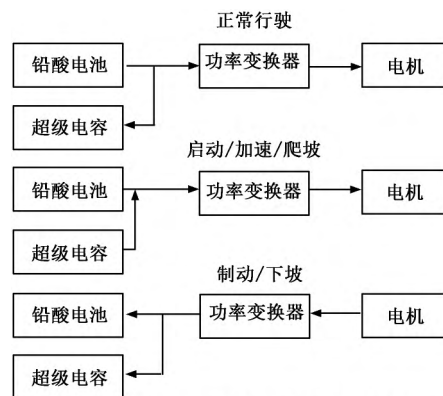 正常行驶
铅酸电池
功率变换器
电机
超级电容
启动/加速/爬坡
铅酸电池
功率变换器
电机
超级电容
制动/下坡
铅酸电池
功率变换器
电机
超级电容